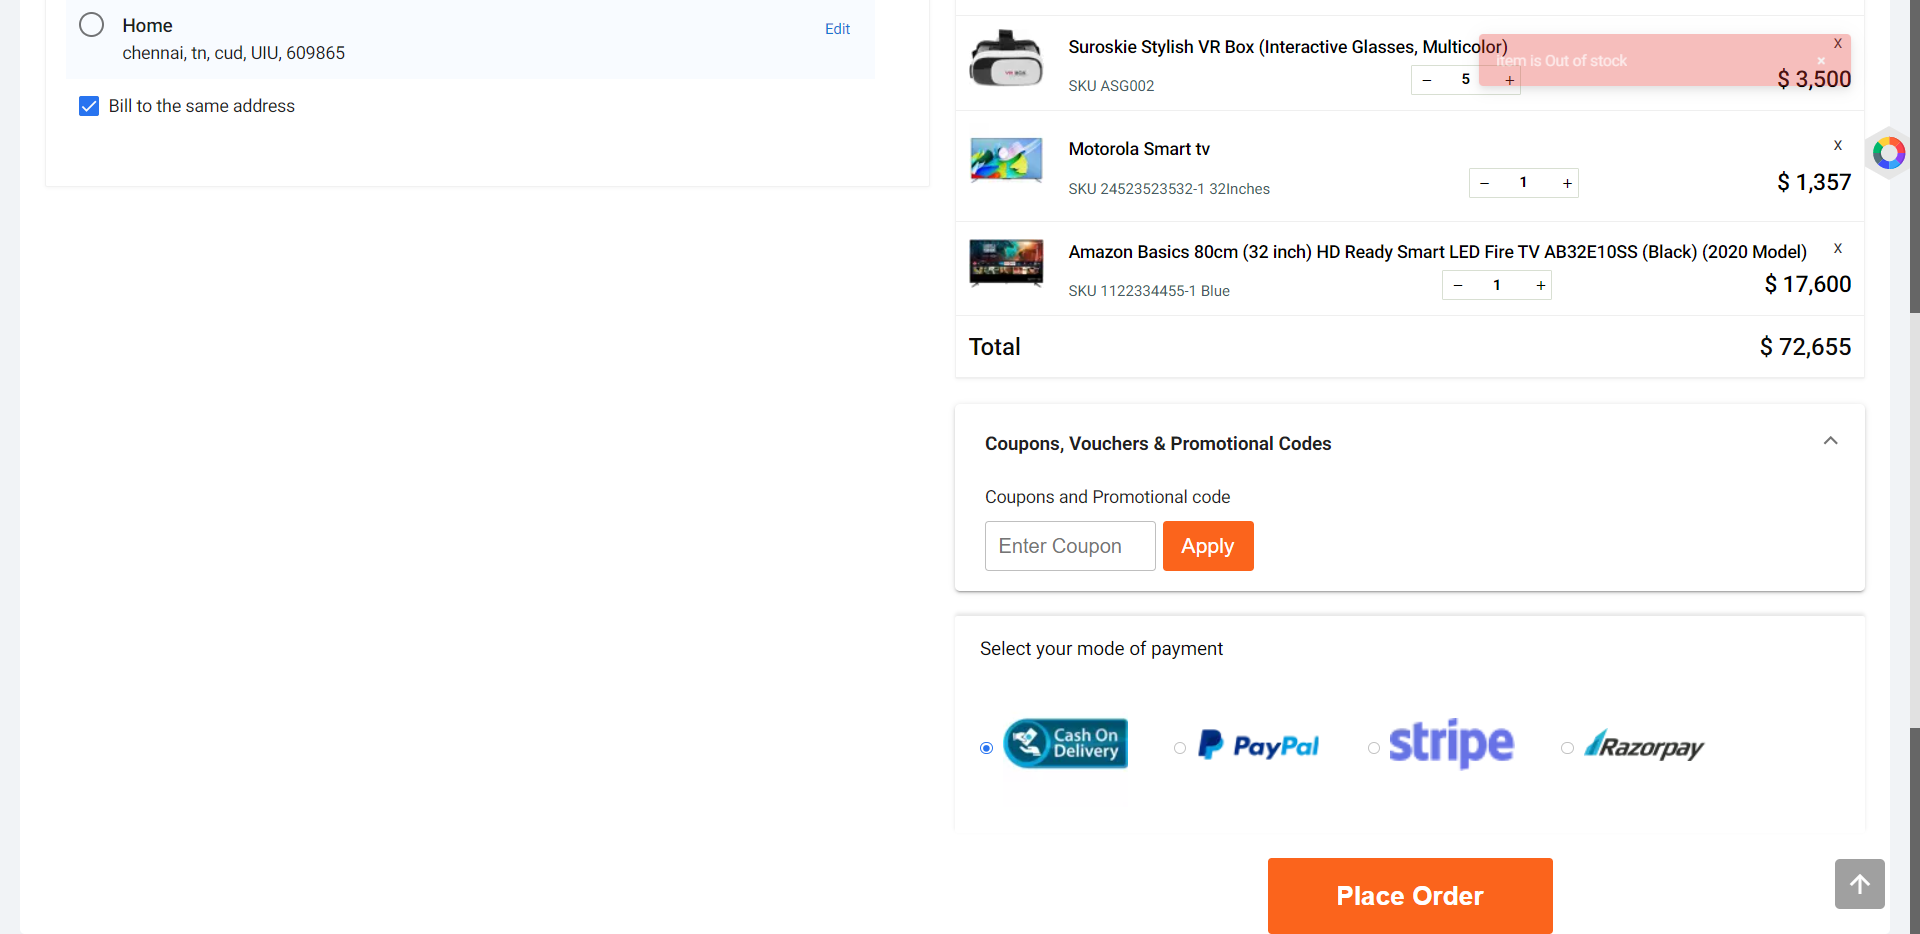 Home
Edit
chennai, tn, cud, UIU, 609865
Bill to the same address
Suroskie Stylish VR Box (Interactive Glasses, Multicolor)
X
Item is Out of stock
×
SKU ASG002
− 5 +
$ 3,500
Motorola Smart tv
X
SKU 24523523532-1 32Inches
− 1 +
$ 1,357
Amazon Basics 80cm (32 inch) HD Ready Smart LED Fire TV AB32E10SS (Black) (2020 Model)
X
SKU 1122334455-1 Blue
− 1 +
$ 17,600
Total
$ 72,655
Coupons, Vouchers & Promotional Codes
Coupons and Promotional code
Enter Coupon
Apply
Select your mode of payment
Cash On
Delivery
PayPal
stripe
Razorpay
Place Order